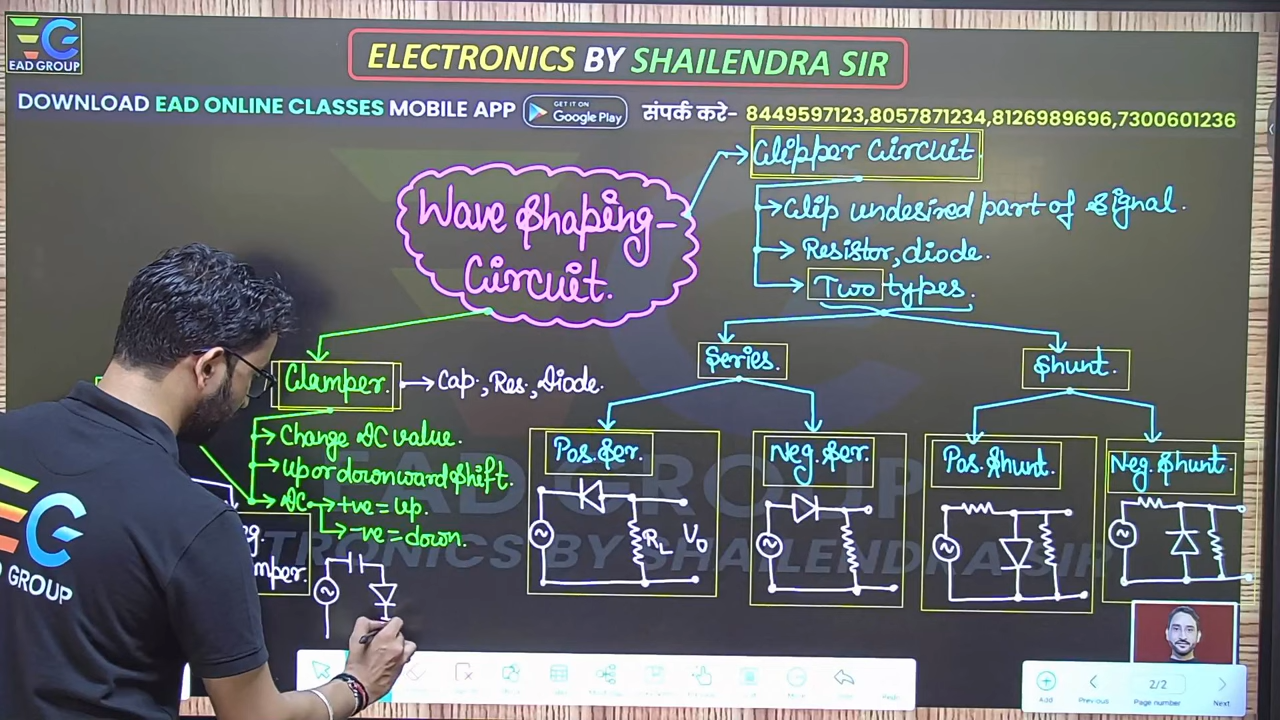 EAD GROUP
ELECTRONICS BY SHAILENDRA SIR
DOWNLOAD EAD ONLINE CLASSES MOBILE APP
GET IT ON
Google Play
संपर्क करे- 8449597123,8057871234,8126989696,7300601236
Clipper Circuit
Clip undesired part of Signal.
Resistor, diode.
Two types.
Wave Shaping-
Circuit.
Series.
Shunt.
Clamper.
Cap., Res., Diode.
Change DC value.
up or downward shift.
DC +ve = up.
-ve = down.
Pos. Ser.
Neg. Ser.
Pos. Shunt.
Neg. Shunt.
RL VO
mper.
GROUP
Add
Previous
2/2
Page number
Next